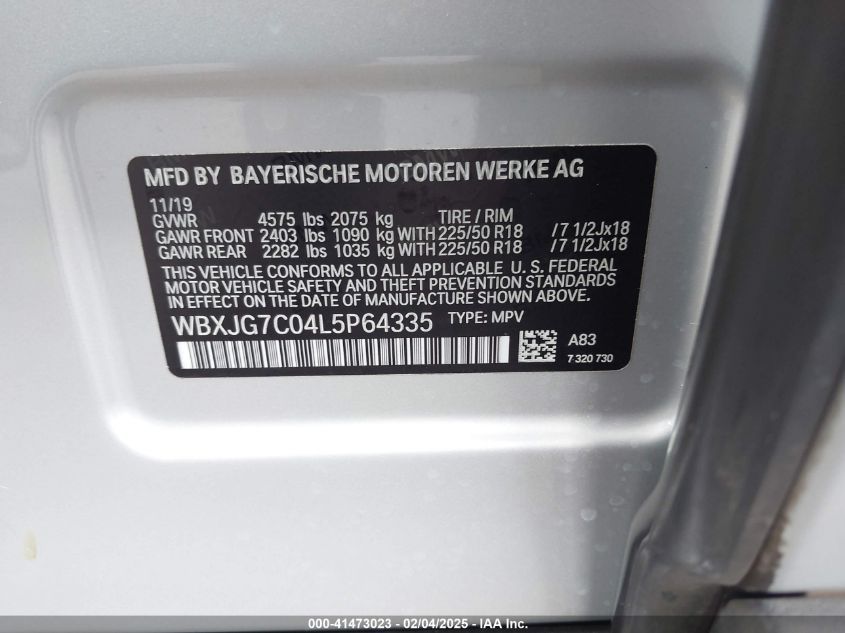 MFD BY BAYERISCHE MOTOREN WERKE AG
11/19
GVWR 4575 lbs 2075 kg TIRE / RIM
GAWR FRONT 2403 lbs 1090 kg WITH 225/50 R18 /7 1/2Jx18
GAWR REAR 2282 lbs 1035 kg WITH 225/50 R18 /7 1/2Jx18
THIS VEHICLE CONFORMS TO ALL APPLICABLE U. S. FEDERAL
MOTOR VEHICLE SAFETY AND THEFT PREVENTION STANDARDS
IN EFFECT ON THE DATE OF MANUFACTURE SHOWN ABOVE.
WBXJG7C04L5P64335 TYPE: MPV
A83
7 320 730
000-41473023 - 02/04/2025 - IAA Inc.